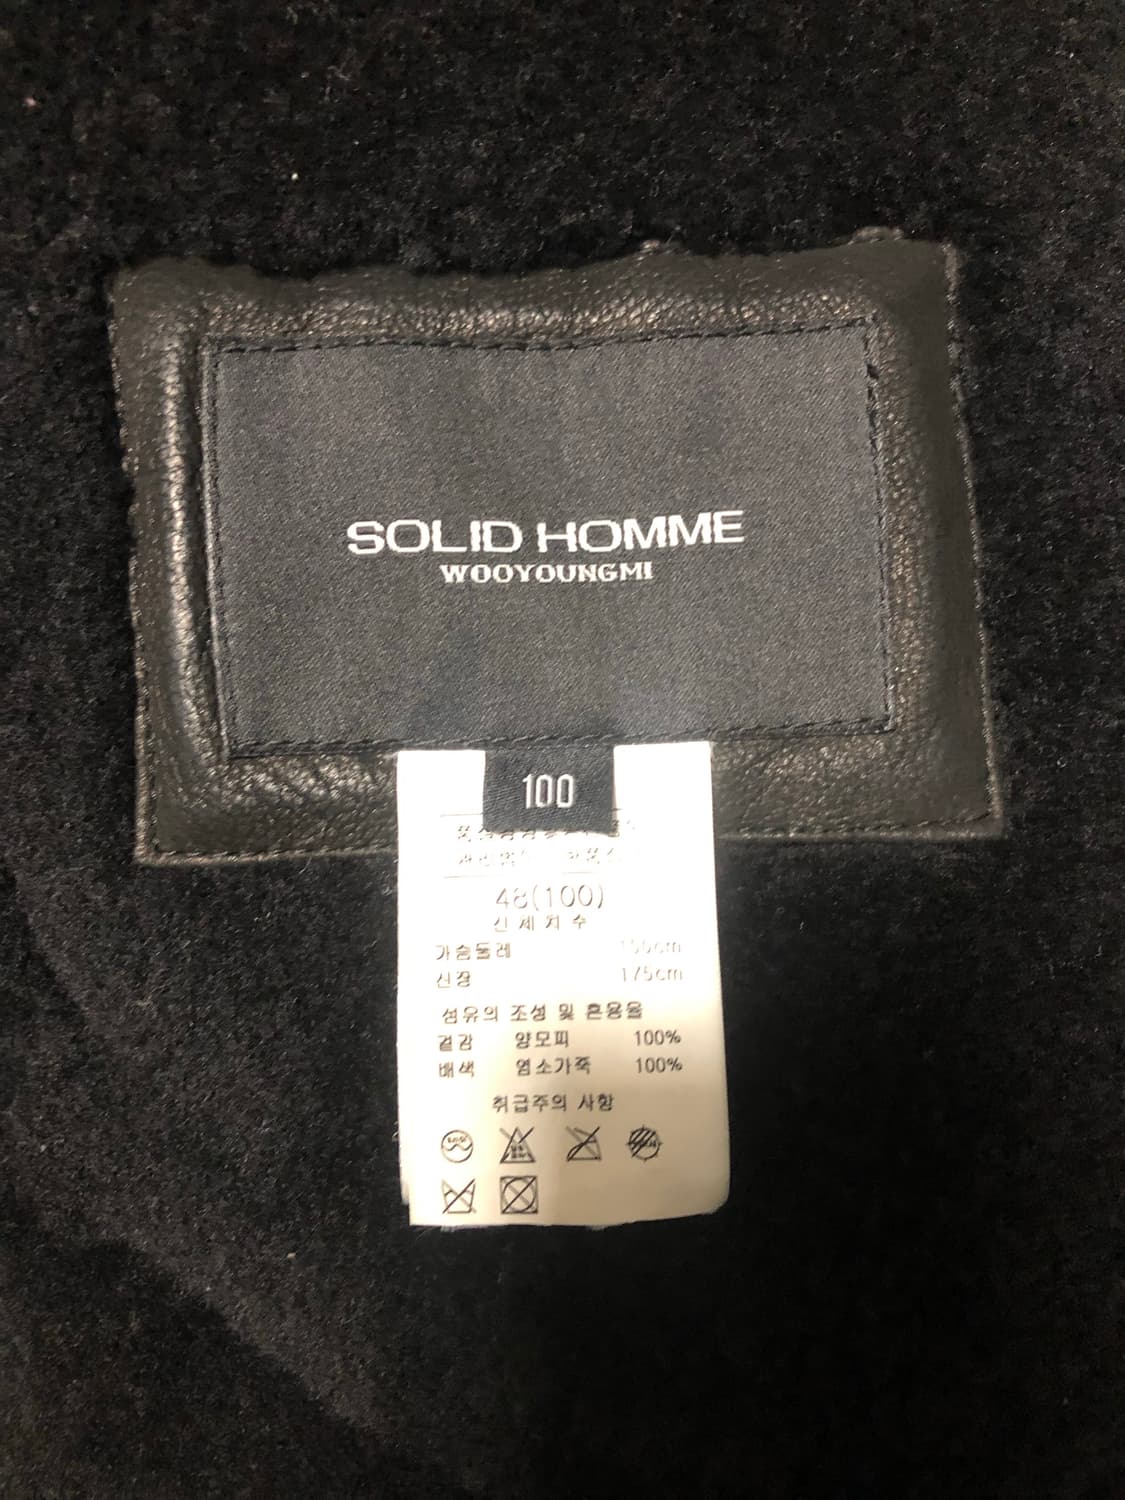 SOLID HOMME
WOOYOUNGMI
100
48(100)
신체치수
가슴둘레
신장 175cm
섬유의 조성 및 혼용율
겉감 양모피 100%
배색 염소가죽 100%
취급주의 사항